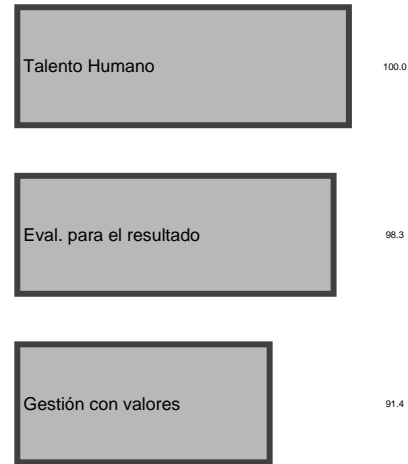 Talento Humano 100.0
Eval. para el resultado 98.3
Gestión con valores 91.4